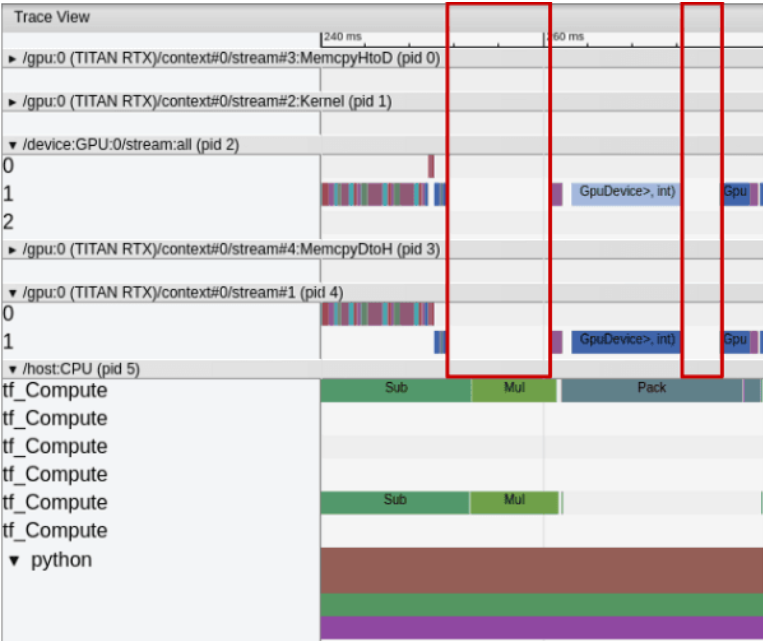 Trace View
240 ms
260 ms
▸ /gpu:0 (TITAN RTX)/context#0/stream#3:MemcpyHtoD (pid 0)
▸ /gpu:0 (TITAN RTX)/context#0/stream#2:Kernel (pid 1)
▾ /device:GPU:0/stream:all (pid 2)
0
1 GpuDevice>, int) Gpu
2
▸ /gpu:0 (TITAN RTX)/context#0/stream#4:MemcpyDtoH (pid 3)
▾ /gpu:0 (TITAN RTX)/context#0/stream#1 (pid 4)
0
1 GpuDevice>, int) Gpu
▾ /host:CPU (pid 5)
tf_Compute Sub Mul Pack
tf_Compute
tf_Compute
tf_Compute
tf_Compute Sub Mul
tf_Compute
▾ python